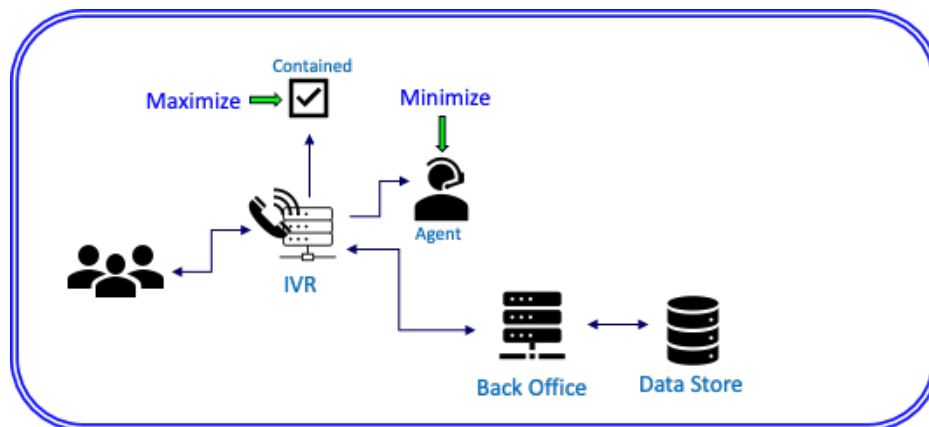 Contained
Maximize
Minimize
Agent
IVR
Back Office
Data Store